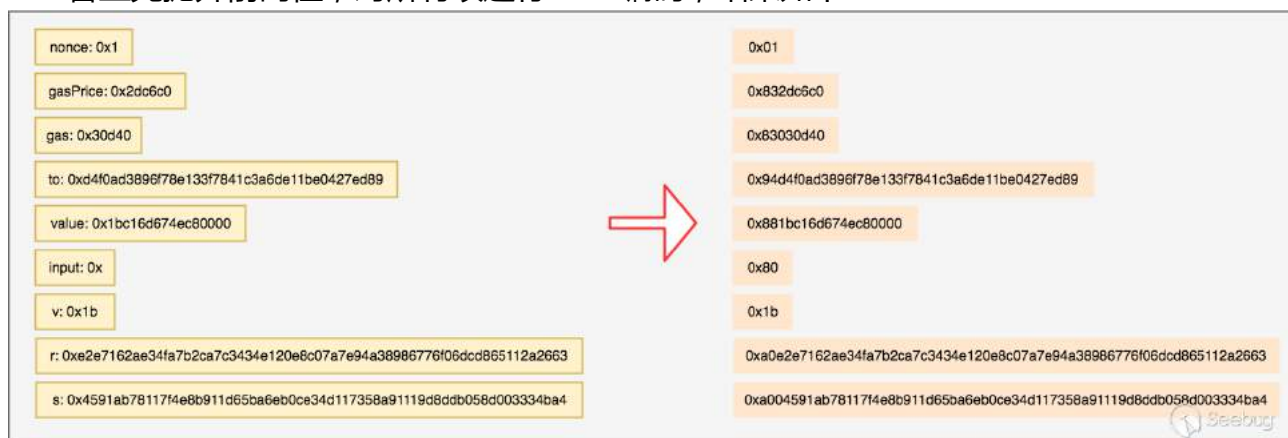 nonce: 0x1
gasPrice: 0x2dc6c0
gas: 0x30d40
to: 0xd4f0ad3896f78e133f7841c3a6de11be0427ed89
value: 0x1bc16d674ec80000
input: 0x
v: 0x1b
r: 0xe2e7162ae34fa7b2ca7c3434e120e8c07a7e94a38986776f06dcd865112a2663
s: 0x4591ab78117f4e8b911d65ba6eb0ce34d117358a91119d8ddb058d003334ba4
0x01
0x832dc6c0
0x83030d40
0x94d4f0ad3896f78e133f7841c3a6de11be0427ed89
0x881bc16d674ec80000
0x80
0x1b
0xa0e2e7162ae34fa7b2ca7c3434e120e8c07a7e94a38986776f06dcd865112a2663
0xa004591ab78117f4e8b911d65ba6eb0ce34d117358a91119d8ddb058d003334ba4
Seebug